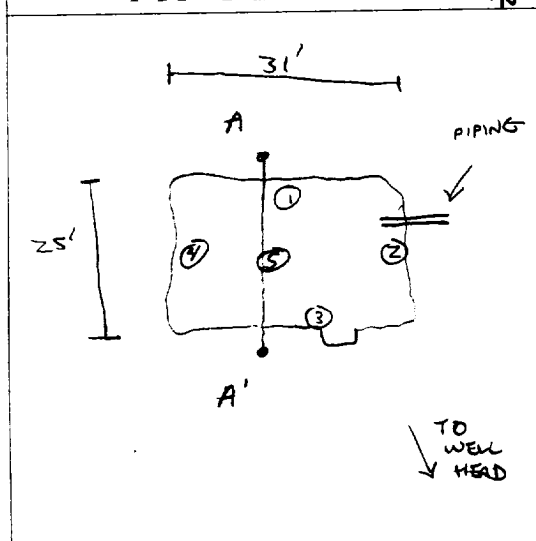 31'
A
PIPING
25'
①
④
⑤
②
③
A'
TO
WELL
HEAD